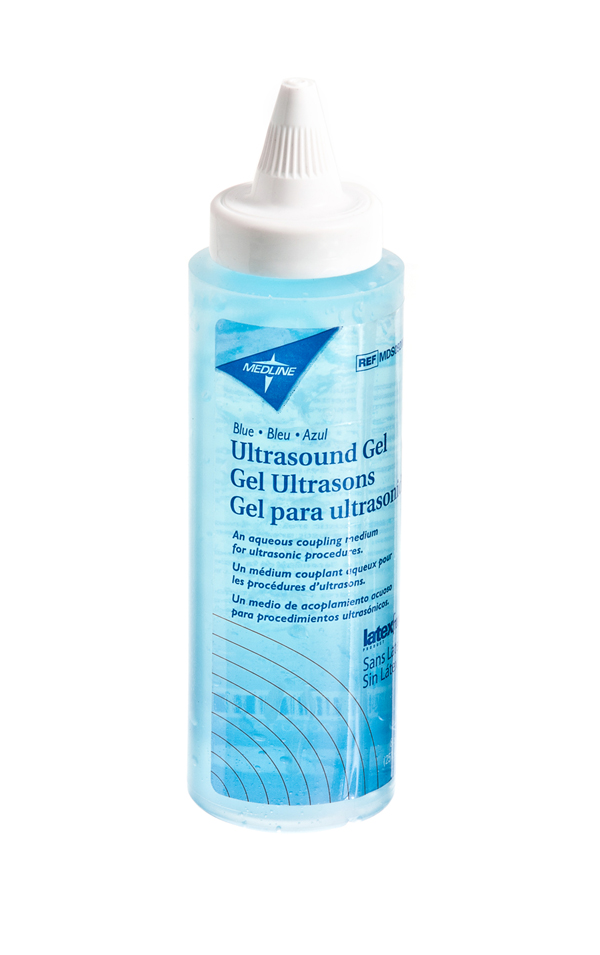 MEDLINE
REF MDS
Blue • Bleu • Azul
Ultrasound Gel
Gel Ultrasons
Gel para ultrasoni
An aqueous coupling medium
for ultrasonic procedures.
Un médium couplant aqueux pour
les procédures d'ultrasons.
Un medio de acoplamiento acuoso
para procedimientos ultrasónicos.
latex
PRODUCT
Sans La
Sin Láte